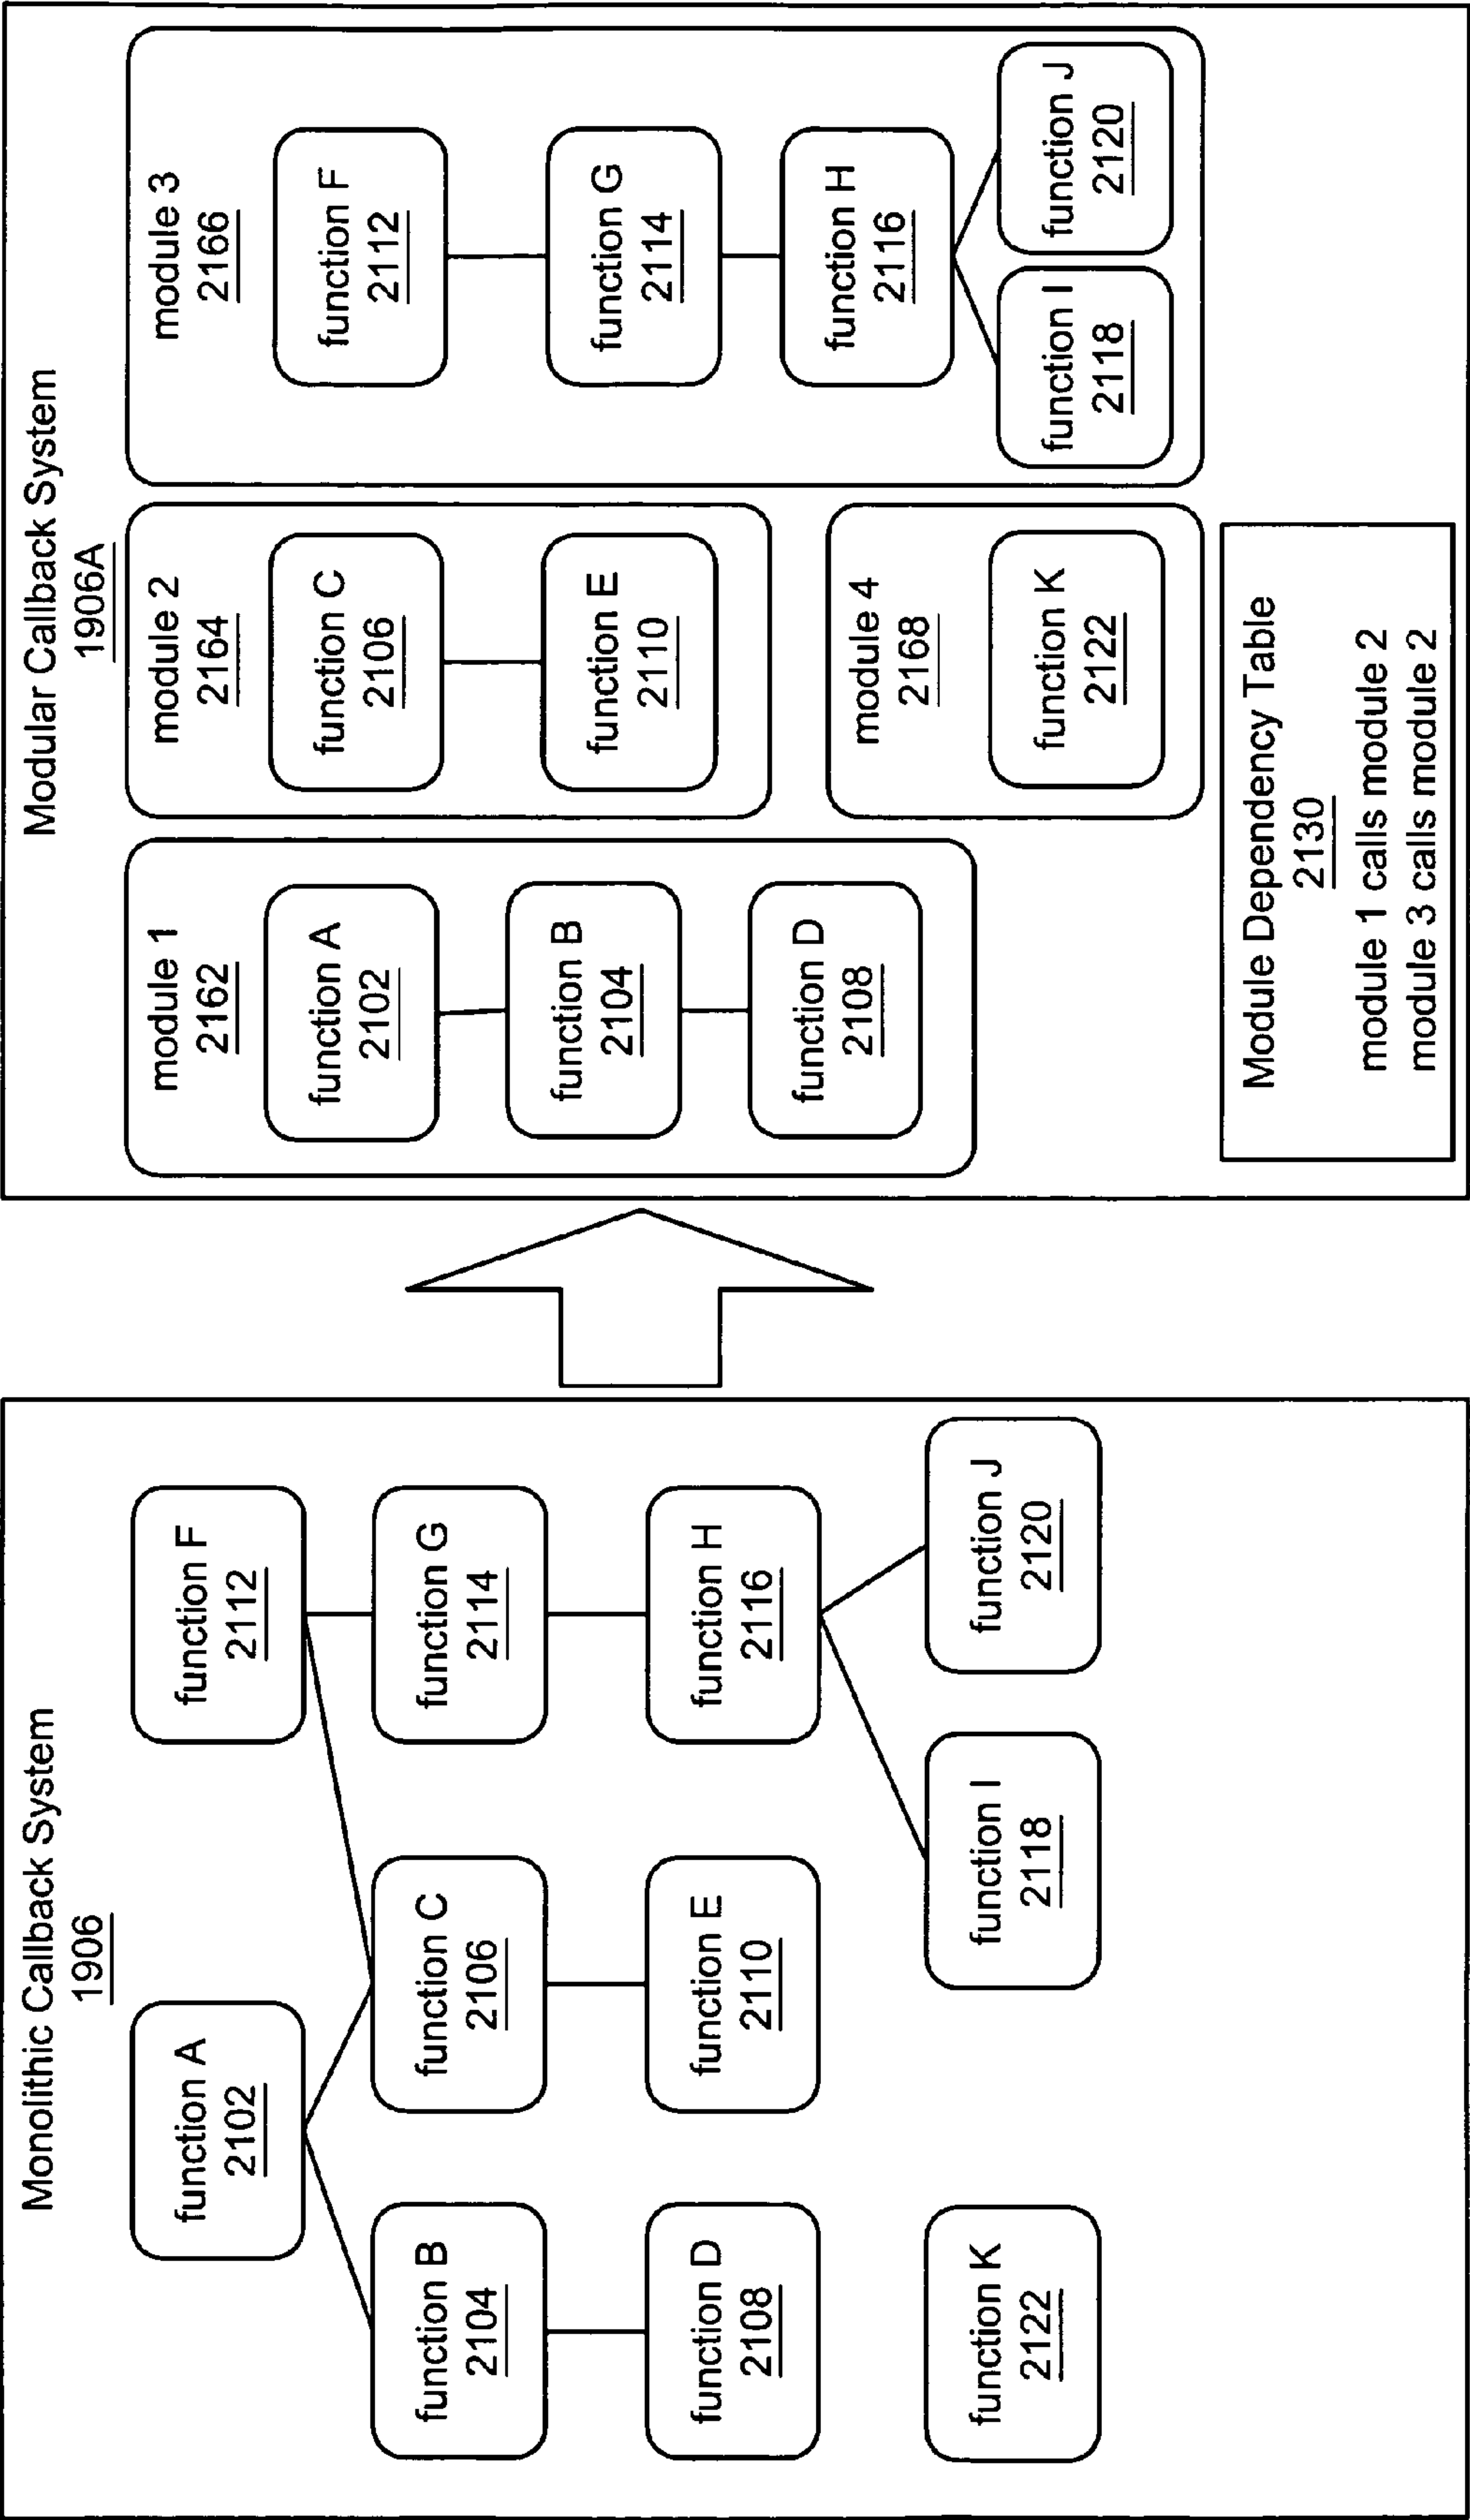 Monolithic Callback System
1906
function A
2102
function F
2112
function B
2104
function C
2106
function G
2114
function D
2108
function E
2110
function H
2116
function K
2122
function I
2118
function J
2120
Modular Callback System
1906A
module 1
2162
function A
2102
function B
2104
function D
2108
module 2
2164
function C
2106
function E
2110
module 4
2168
function K
2122
module 3
2166
function F
2112
function G
2114
function H
2116
function I
2118
function J
2120
Module Dependency Table
2130
module 1 calls module 2
module 3 calls module 2